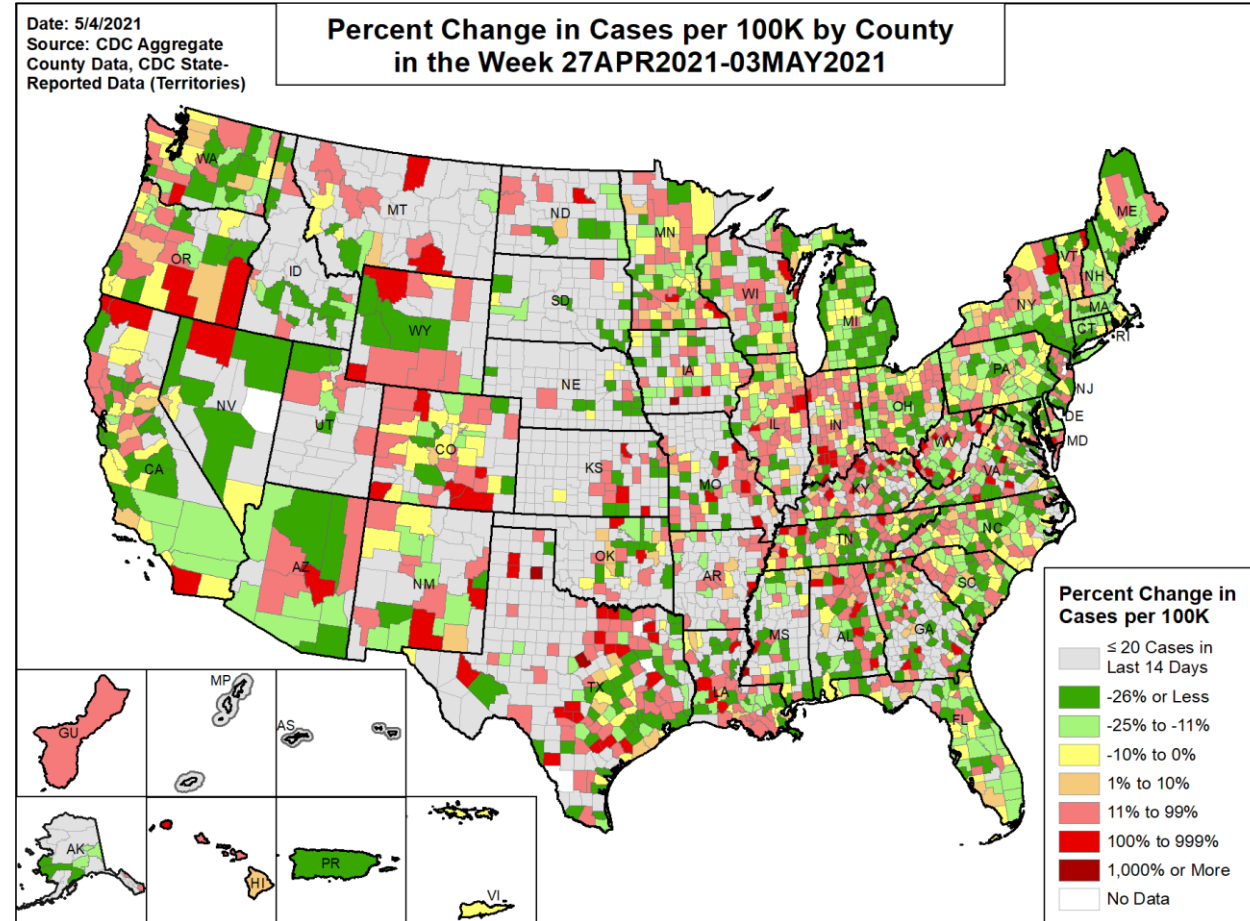 Date: 5/4/2021
Source: CDC Aggregate
County Data, CDC State-
Reported Data (Territories)
Percent Change in Cases per 100K by County
in the Week 27APR2021-03MAY2021
WA
MT
ND
MN
ME
OR
ID
SD
WI
VT
NH
NY
MA
CT
RI
WY
MI
NE
IA
PA
NJ
NV
UT
CO
IL
IN
OH
DE
MD
CA
KS
MO
WV
VA
KY
AZ
NM
OK
AR
TN
NC
SC
MS
AL
GA
TX
LA
FL
GU
MP
AS
AK
HI
PR
VI
Percent Change in
Cases per 100K
≤ 20 Cases in
Last 14 Days
-26% or Less
-25% to -11%
-10% to 0%
1% to 10%
11% to 99%
100% to 999%
1,000% or More
No Data